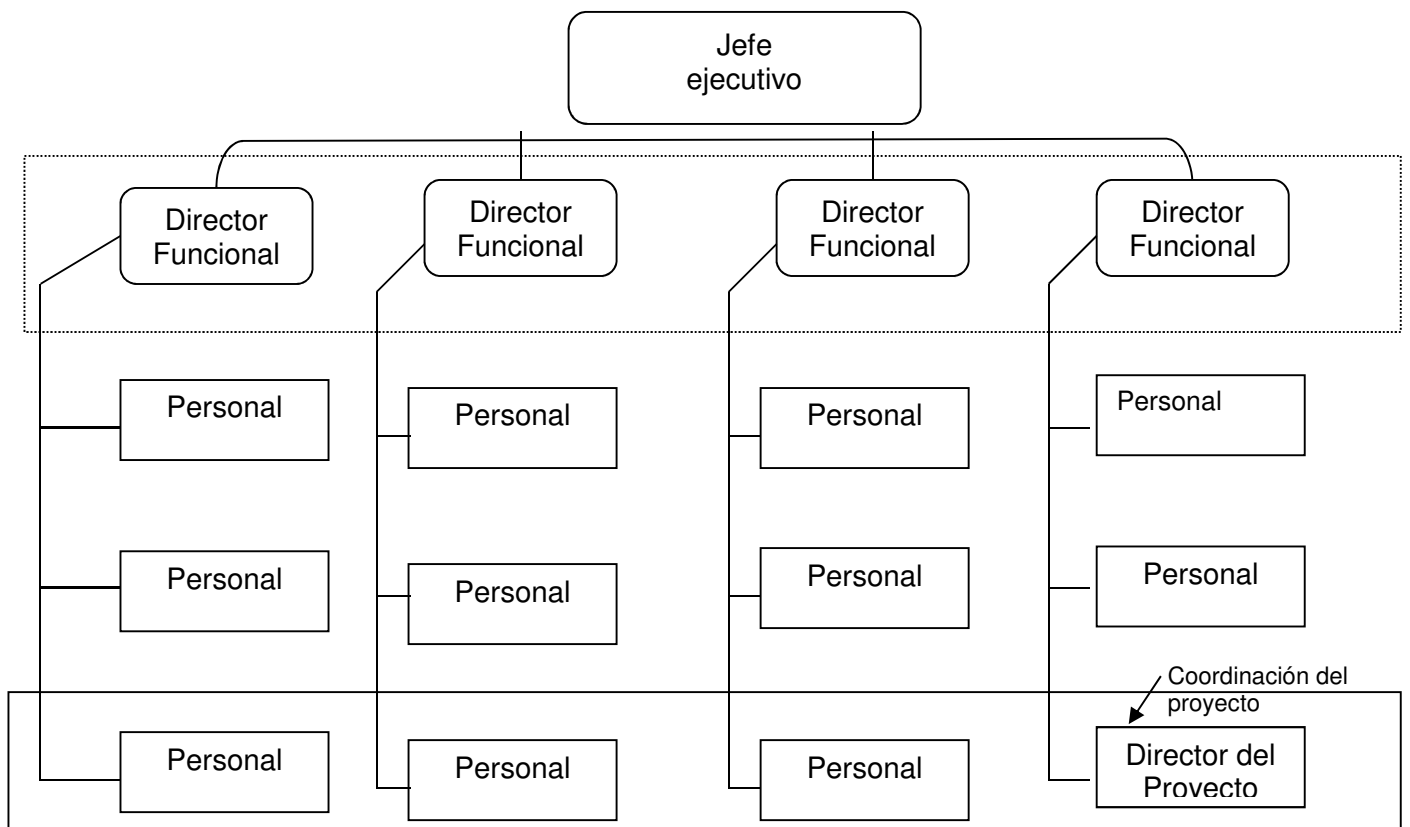 Jefe
ejecutivo
Director
Funcional
Director
Funcional
Director
Funcional
Director
Funcional
Personal
Personal
Personal
Personal
Personal
Personal
Personal
Personal
Coordinación del
proyecto
Personal
Personal
Personal
Director del
Proyecto